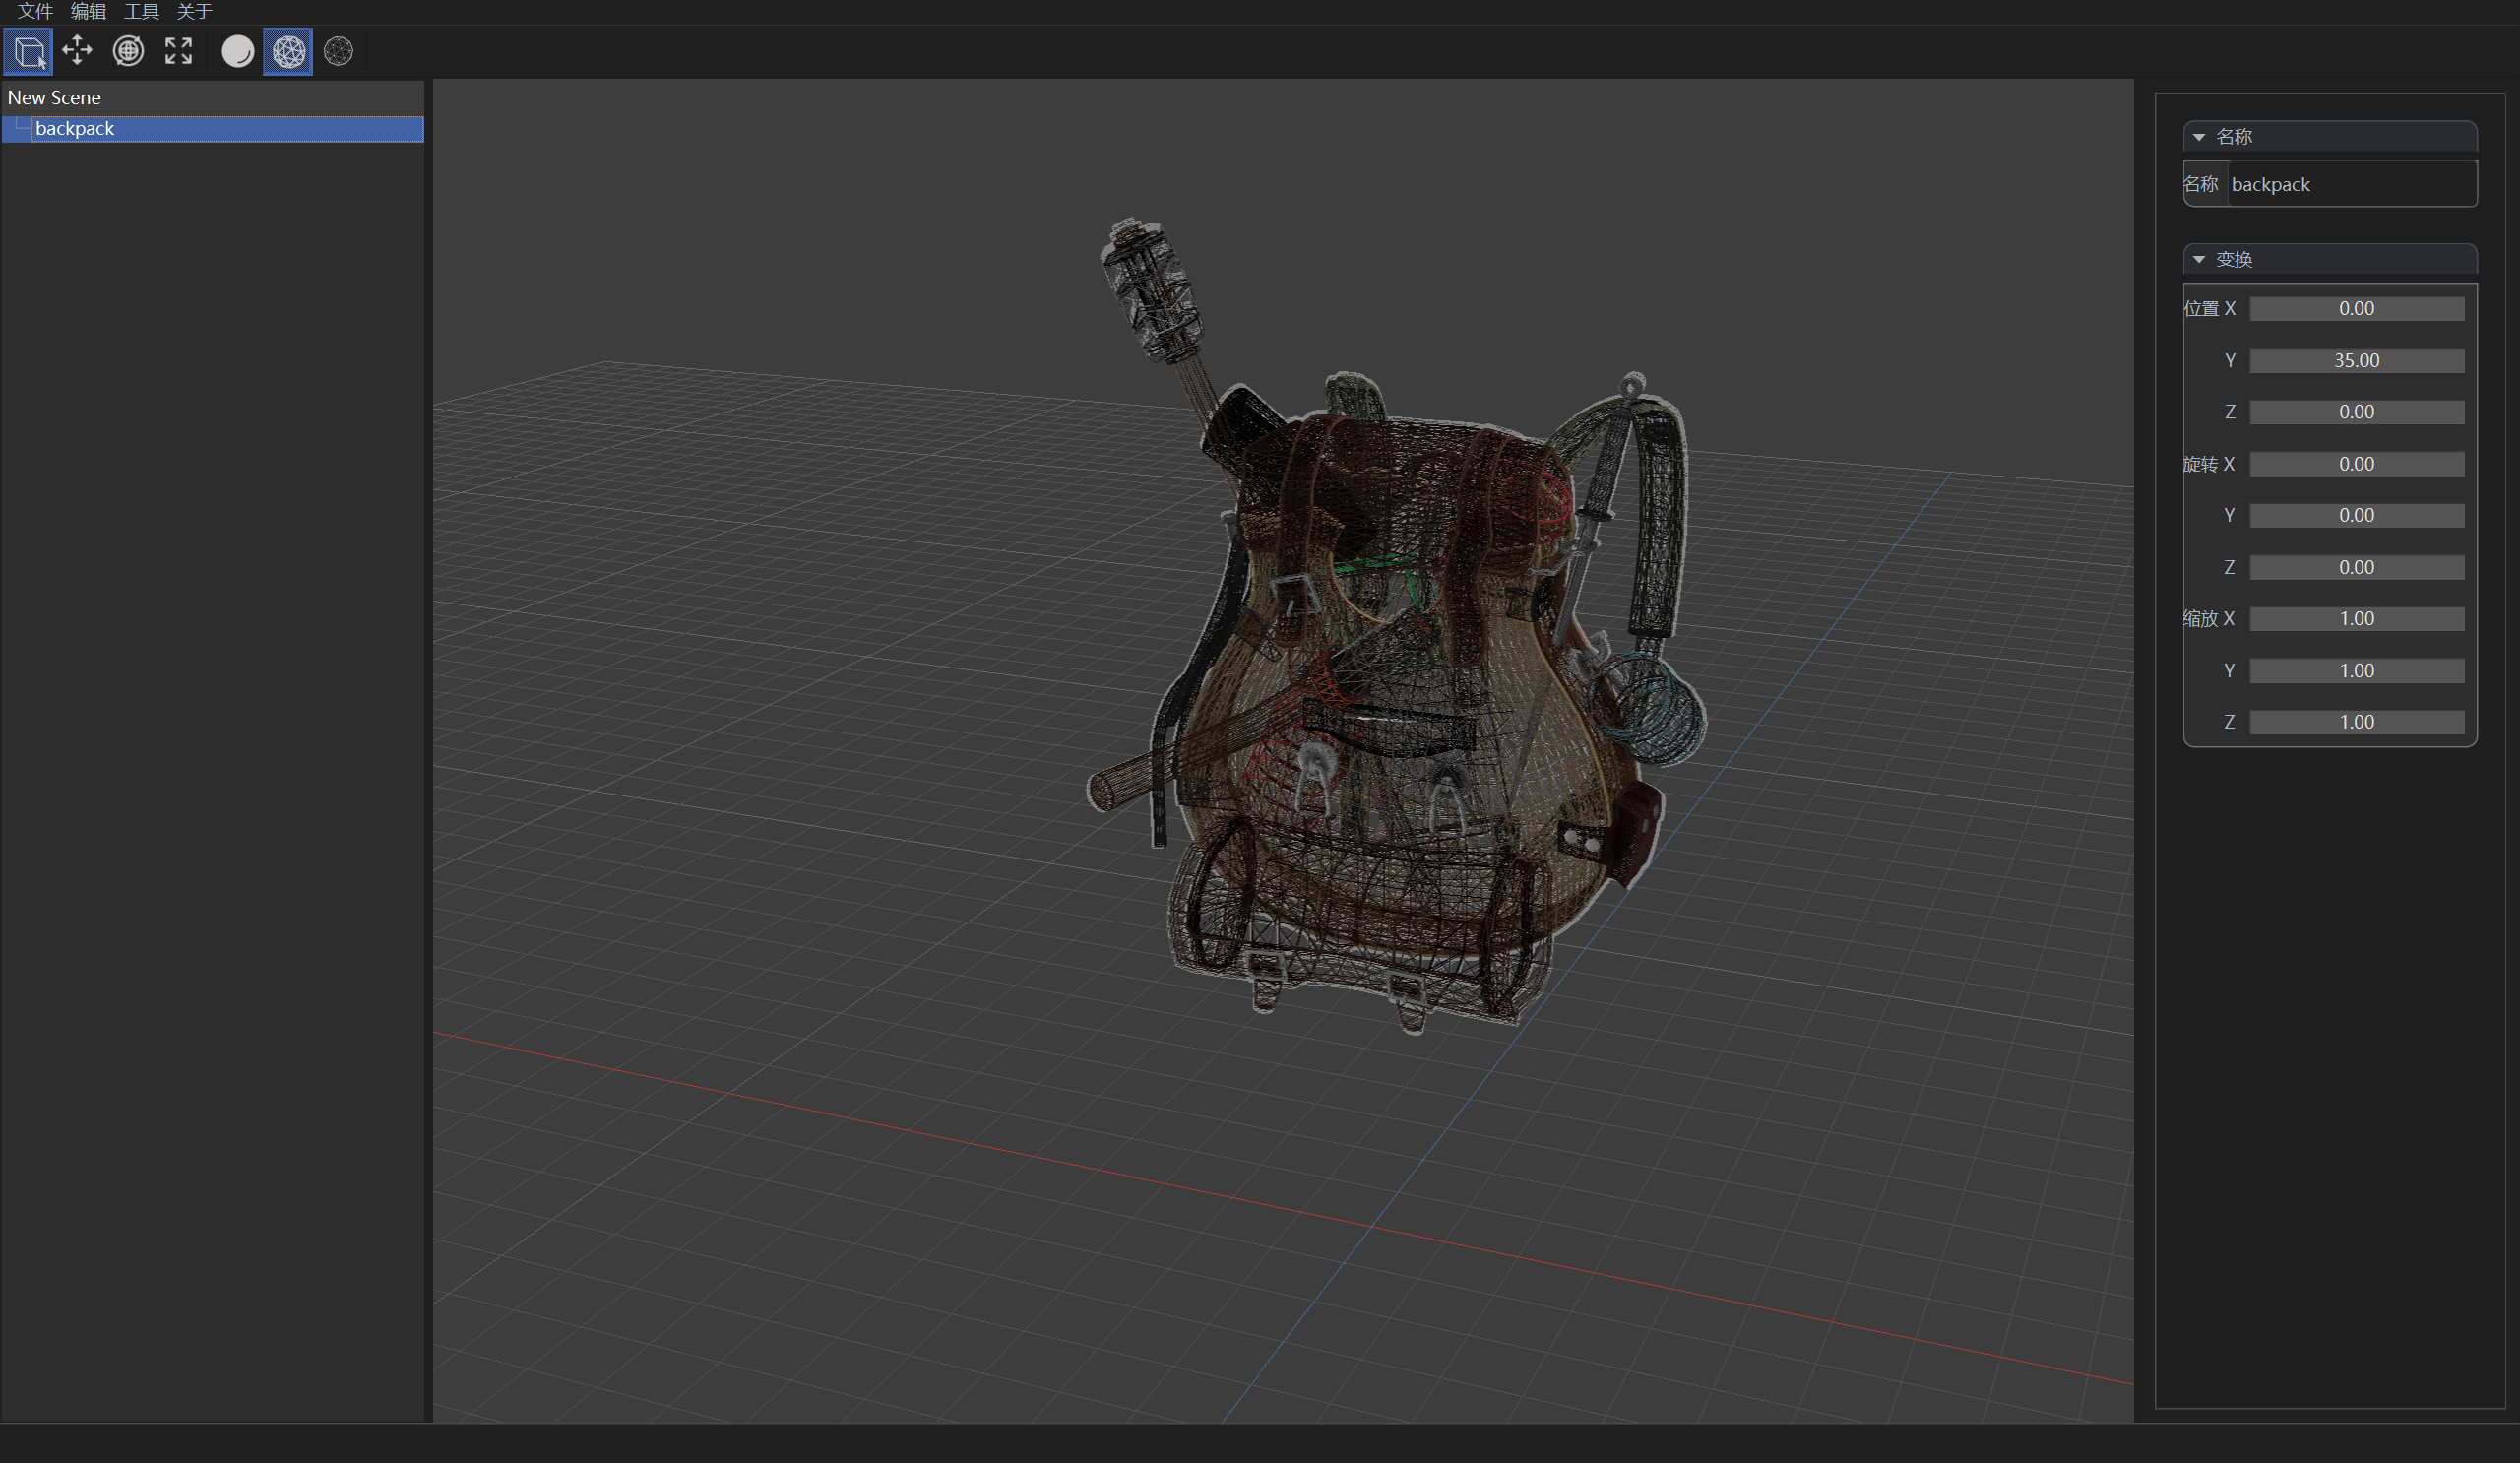 文件 编辑 工具 关于
New Scene
backpack
名称
名称 backpack
变换
位置 X 0.00
Y 35.00
Z 0.00
旋转 X 0.00
Y 0.00
Z 0.00
缩放 X 1.00
Y 1.00
Z 1.00